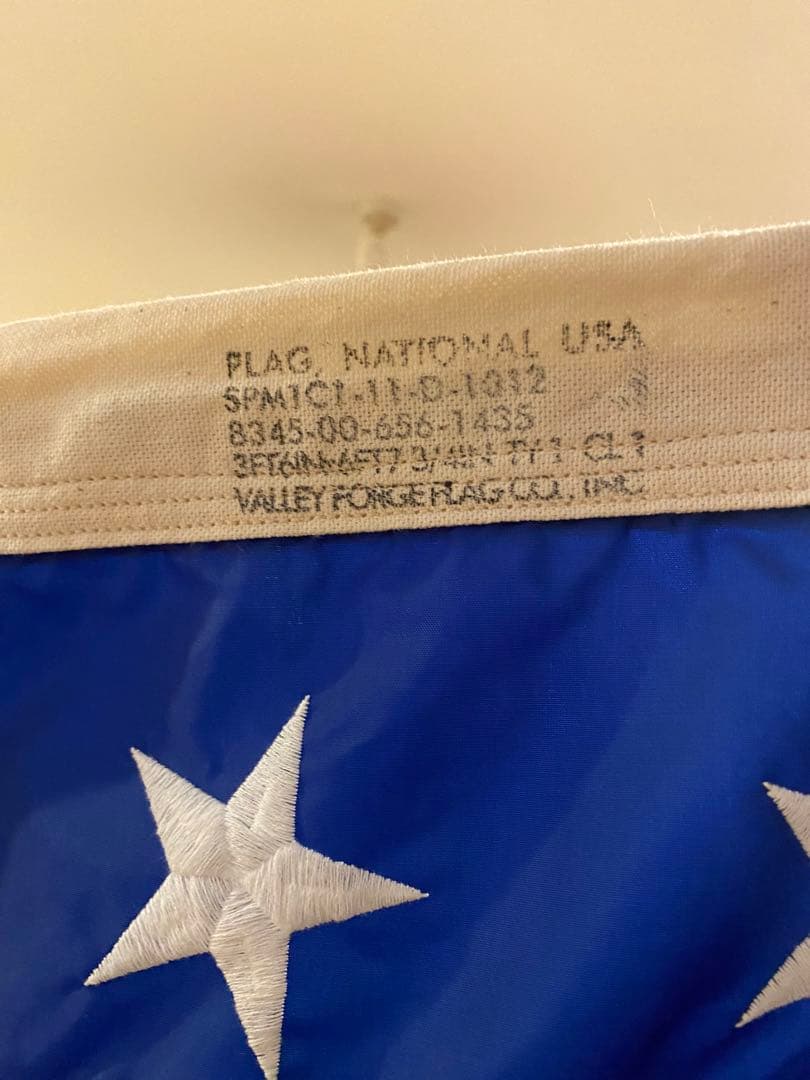 FLAG, NATIONAL USA
SPM1C1-11-D-1012
8345-00-656-1435
3FT6IN×6FT7 3/4IN TY 1 CL 1
VALLEY FORGE FLAG CO., INC.